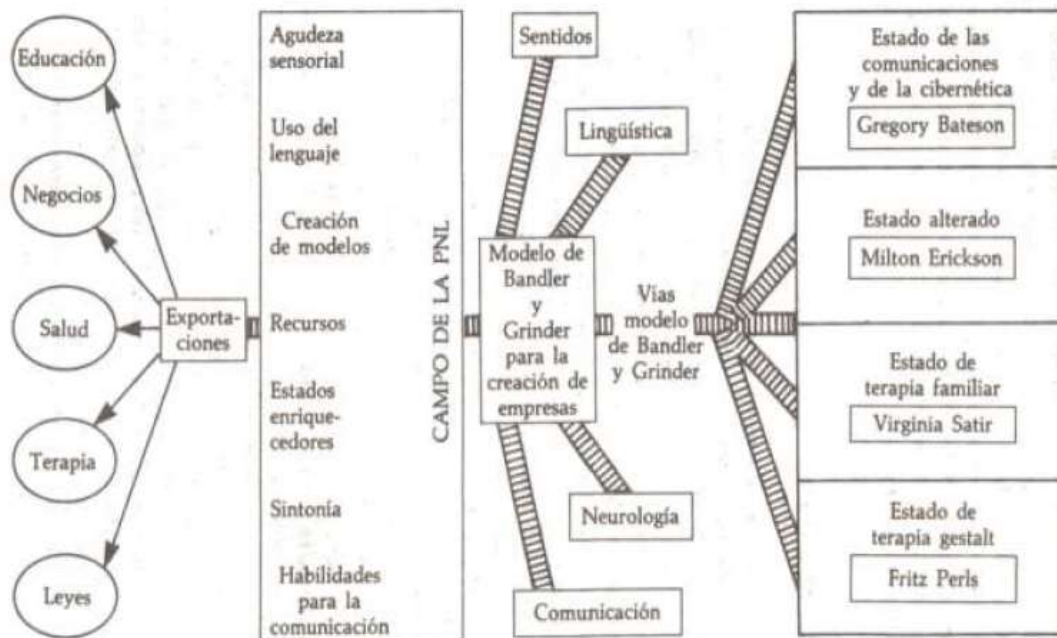 Educación
Negocios
Salud
Terapia
Leyes
Exporta-
ciones
Agudeza
sensorial
Uso del
lenguaje
Creación
de modelos
Recursos
Estados
enrique-
cedores
Sintonía
Habilidades
para la
comunicación
CAMPO DE LA PNL
Sentidos
Lingüística
Modelo de
Bandler
y
Grinder
para la
creación de
empresas
Neurología
Comunicación
Vías
modelo
de Bandler
y Grinder
Estado de las
comunicaciones
y de la cibernética
Gregory Bateson
Estado alterado
Milton Erickson
Estado de
terapia familiar
Virginia Satir
Estado de
terapia gestalt
Fritz Perls